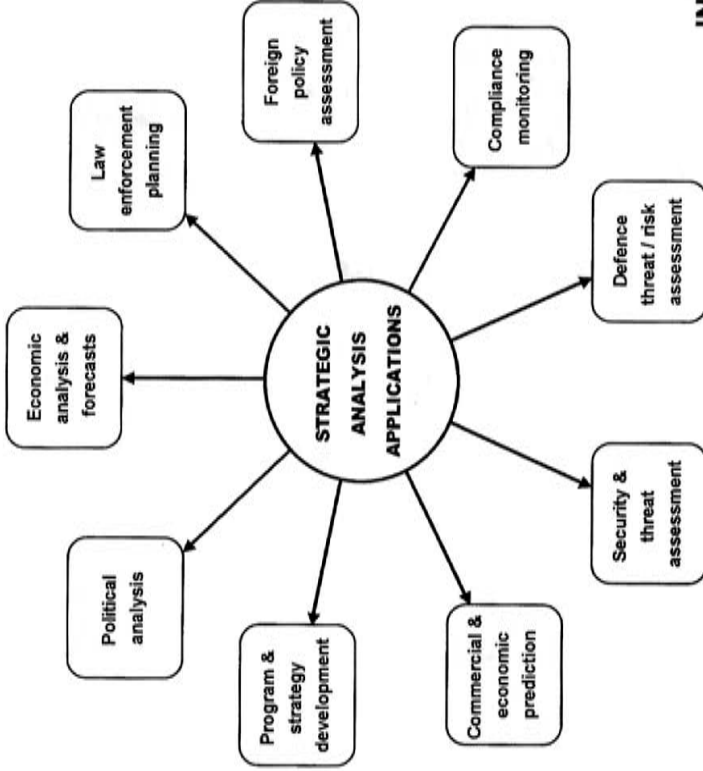 Economic
analysis &
forecasts
Political
analysis
Law
enforcement
planning
Program &
strategy
development
Foreign
policy
assessment
STRATEGIC
ANALYSIS
APPLICATIONS
Commercial &
economic
prediction
Compliance
monitoring
Security &
threat
assessment
Defence
threat / risk
assessment
IN